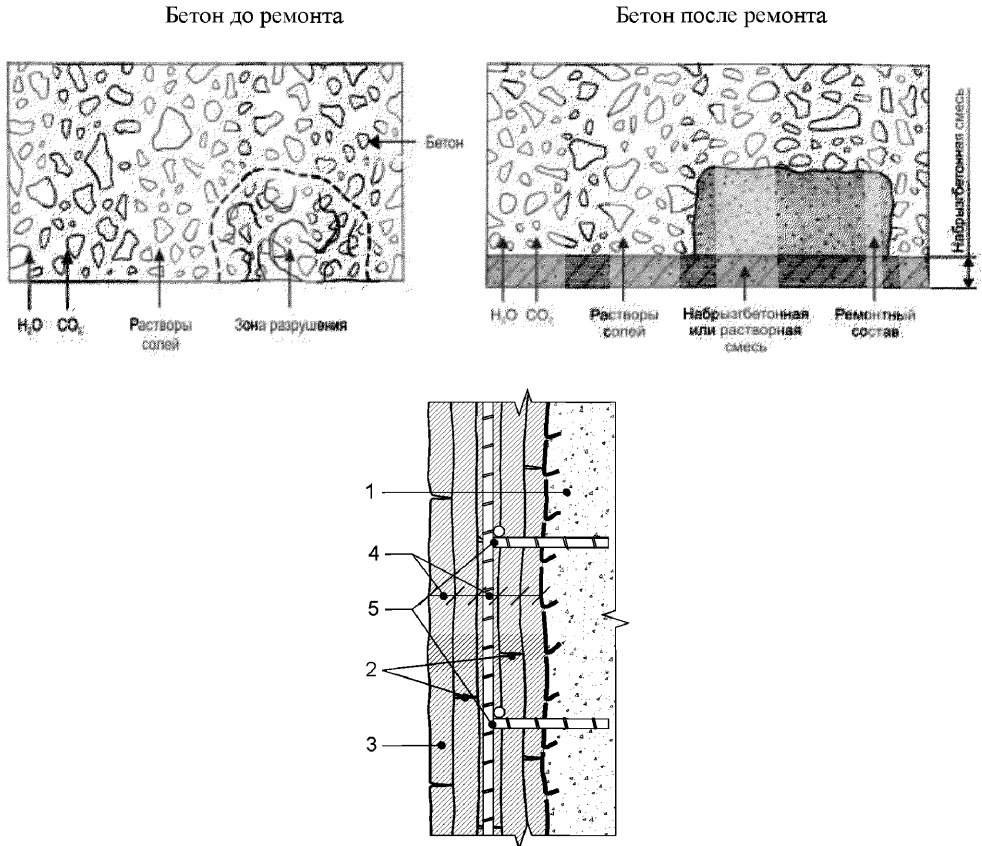 Бетон до ремонта
Бетон после ремонта
Бетон
H₂O CO₂ Растворы солей Зона разрушения
Набрызгбетонная смесь
H₂O CO₂ Растворы солей Набрызгбетонная или растворная смесь Ремонтный состав
1
4
5
2
3